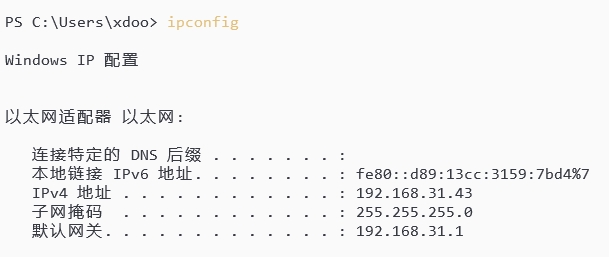 PS C:\Users\xdoo> ipconfig
Windows IP 配置
以太网适配器 以太网:
连接特定的 DNS 后缀 . . . . . . . :
本地链接 IPv6 地址. . . . . . . . : fe80::d89:13cc:3159:7bd4%7
IPv4 地址 . . . . . . . . . . . . : 192.168.31.43
子网掩码  . . . . . . . . . . . . : 255.255.255.0
默认网关. . . . . . . . . . . . . : 192.168.31.1